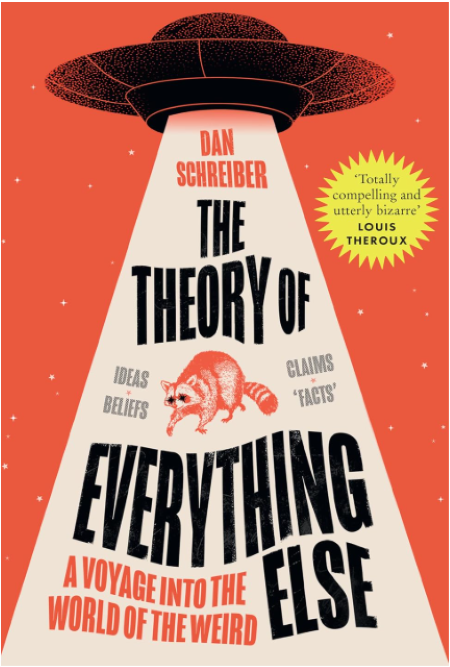 DAN
SCHREIBER
'Totally
compelling and
utterly bizarre'
LOUIS
THEROUX
THE
THEORY OF
IDEAS
+
BELIEFS
CLAIMS
+
'FACTS'
EVERYTHING
ELSE
A VOYAGE INTO THE
WORLD OF THE WEIRD